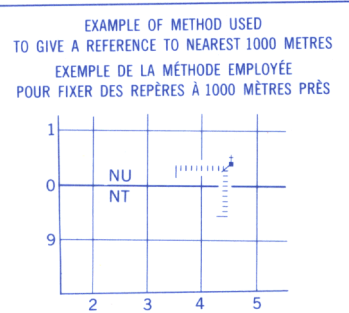 EXAMPLE OF METHOD USED
TO GIVE A REFERENCE TO NEAREST 1000 METRES
EXEMPLE DE LA MÉTHODE EMPLOYÉE
POUR FIXER DES REPÈRES À 1000 MÈTRES PRÈS
1
NU
0
NT
9
2 3 4 5